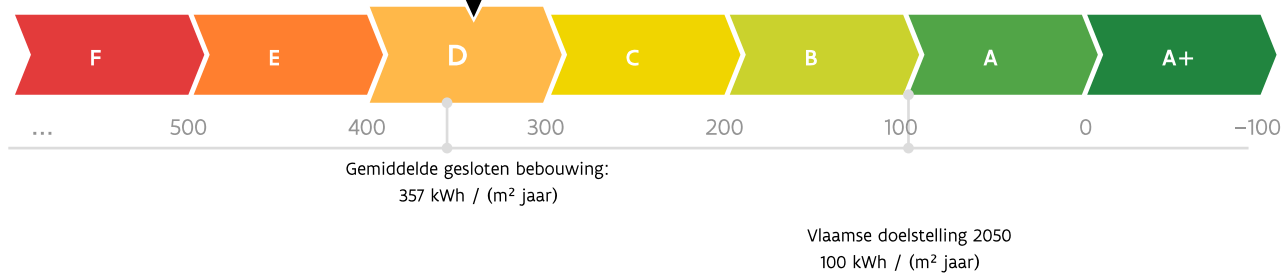 F E D C B A A+
... 500 400 300 200 100 0 −100
Gemiddelde gesloten bebouwing:
357 kWh / (m² jaar)
Vlaamse doelstelling 2050
100 kWh / (m² jaar)